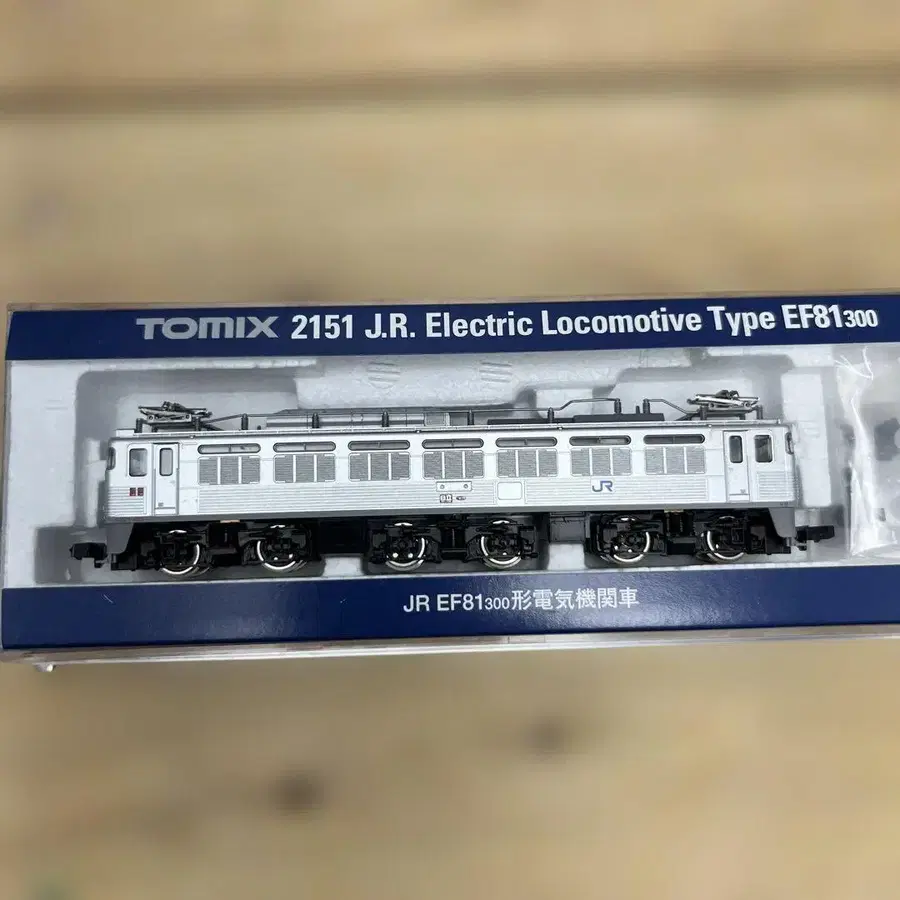 TOMIX 2151 J.R. Electric Locomotive Type EF81300
JR
JR EF81300形電気機関車